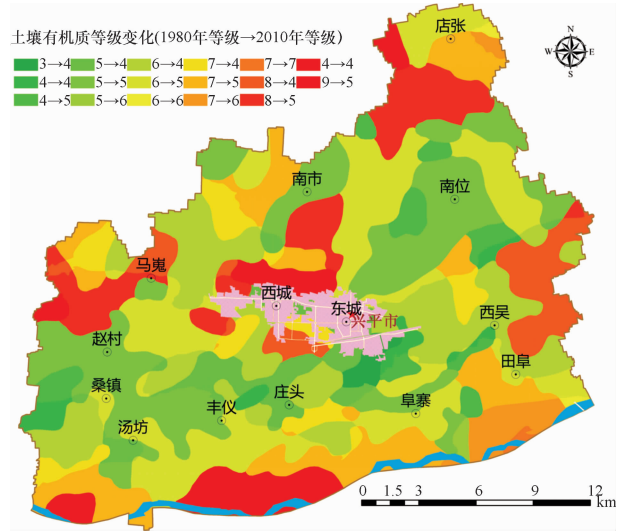 土壤有机质等级变化(1980年等级→2010年等级)
3→4 5→4 6→4 7→4 7→7 4→4
4→4 5→5 6→5 7→5 8→4 9→5
4→5 5→6 6→6 7→6 8→5
店张
N
W E
S
南市
南位
马嵬
西城
东城
兴平市
西吴
赵村
田阜
桑镇
庄头
丰仪
阜寨
汤坊
0 1.5 3 6 9 12
km